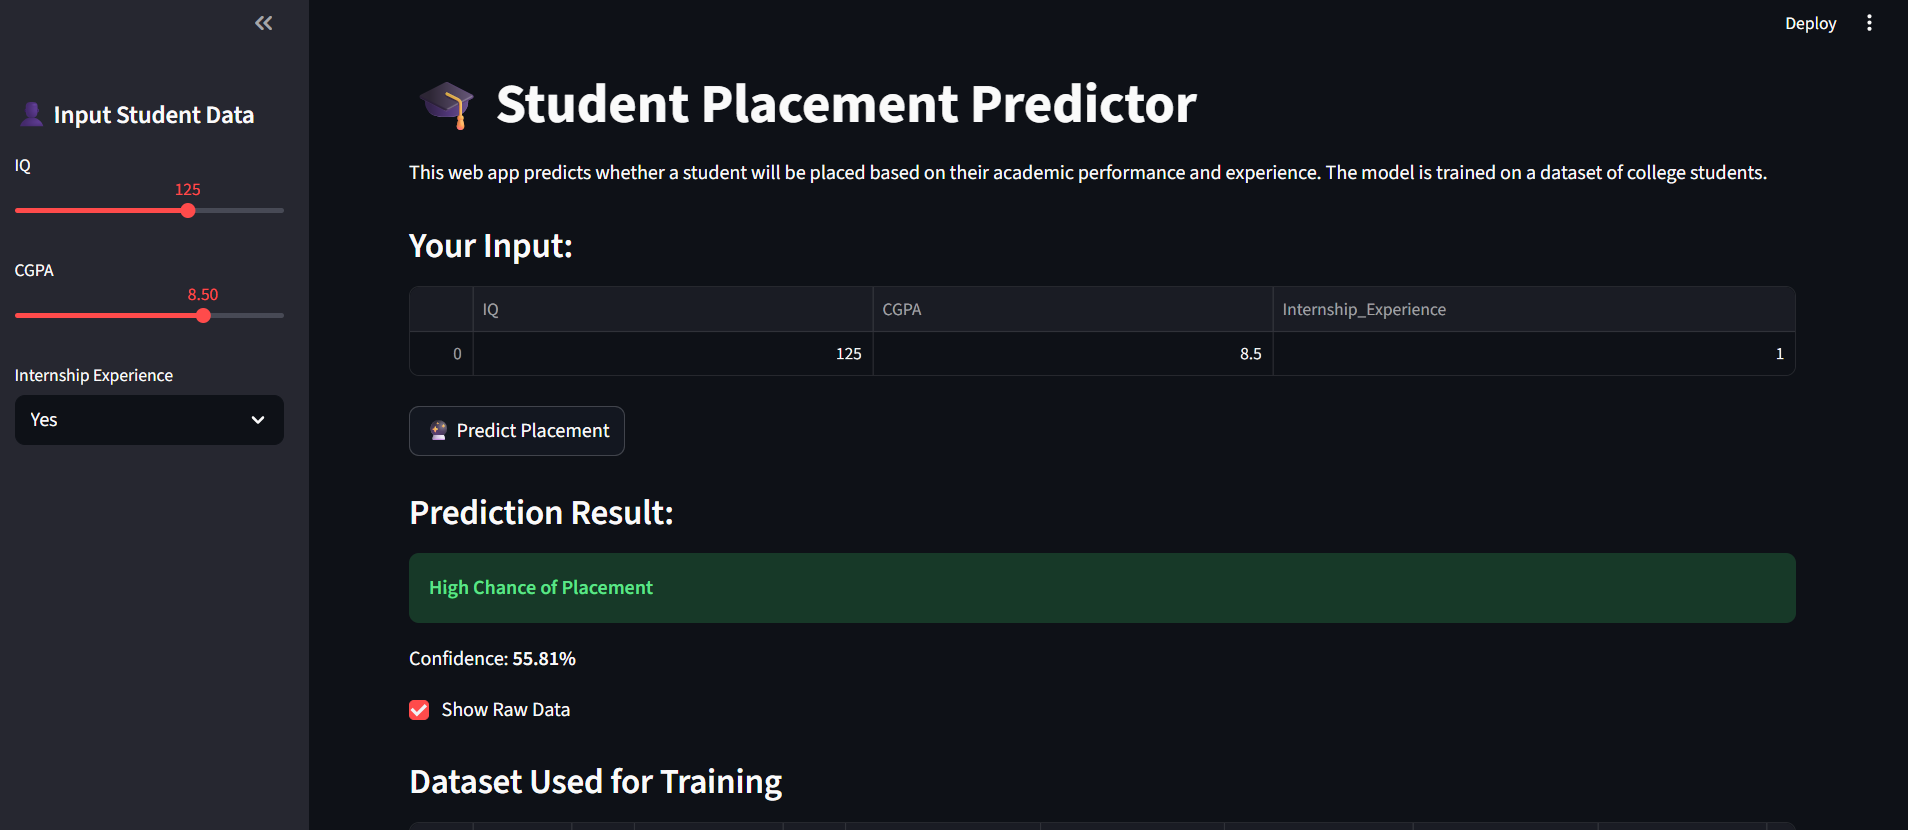 Deploy
Input Student Data
IQ
125
CGPA
8.50
Internship Experience
Yes
Student Placement Predictor
This web app predicts whether a student will be placed based on their academic performance and experience. The model is trained on a dataset of college students.
Your Input:
IQ CGPA Internship_Experience
0 125 8.5 1
Predict Placement
Prediction Result:
High Chance of Placement
Confidence: 55.81%
Show Raw Data
Dataset Used for Training